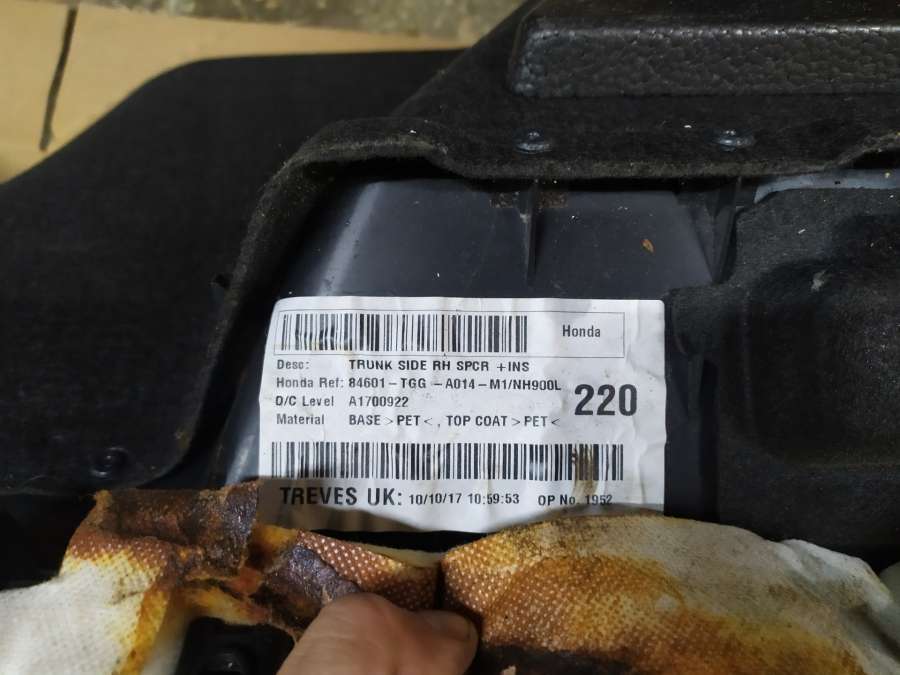 Honda
Desc: TRUNK SIDE RH SPCR +INS
Honda Ref: 84601-TGG -A014-M1/NH900L
D/C Level A1700922
220
Material BASE >PET< , TOP COAT >PET<
TREVES UK: 10/10/17 10:59:53 OP No. 1952